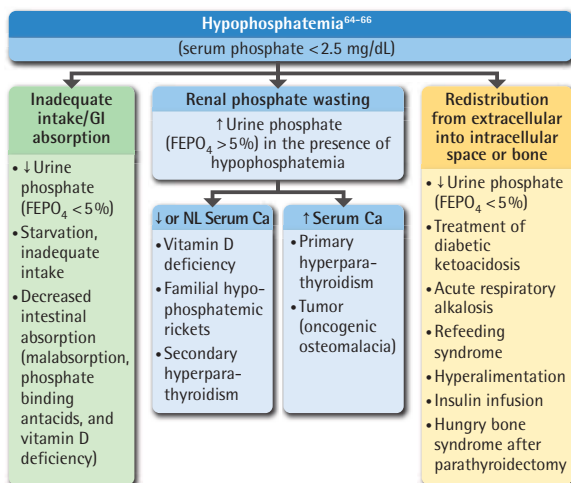 Hypophosphatemia64–66
(serum phosphate <2.5 mg/dL)
Inadequate
intake/GI
absorption
• ↓Urine
phosphate
(FEPO4 <5%)
• Starvation,
inadequate
intake
• Decreased
intestinal
absorption
(malabsorption,
phosphate
binding
antacids, and
vitamin D
deficiency)
Renal phosphate wasting
↑Urine phosphate
(FEPO4 >5%) in the presence of
hypophosphatemia
↓ or NL Serum Ca
• Vitamin D
deficiency
• Familial hypo-
phosphatemic
rickets
• Secondary
hyperpara-
thyroidism
↑Serum Ca
• Primary
hyperpara-
thyroidism
• Tumor
(oncogenic
osteomalacia)
Redistribution
from extracellular
into intracellular
space or bone
• ↓Urine phosphate
(FEPO4 <5%)
• Treatment of
diabetic
ketoacidosis
• Acute respiratory
alkalosis
• Refeeding
syndrome
• Hyperalimentation
• Insulin infusion
• Hungry bone
syndrome after
parathyroidectomy